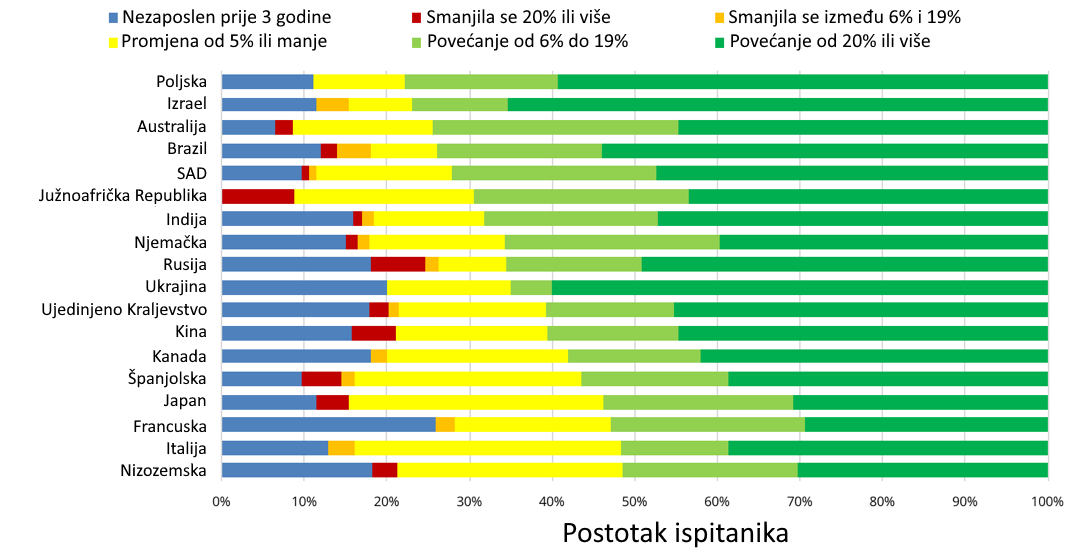 Nezaposlen prije 3 godine Smanjila se 20% ili više Smanjila se između 6% i 19%
Promjena od 5% ili manje Povećanje od 6% do 19% Povećanje od 20% ili više
Poljska
Izrael
Australija
Brazil
SAD
Južnoafrička Republika
Indija
Njemačka
Rusija
Ukrajina
Ujedinjeno Kraljevstvo
Kina
Kanada
Španjolska
Japan
Francuska
Italija
Nizozemska
0% 10% 20% 30% 40% 50% 60% 70% 80% 90% 100%
Postotak ispitanika